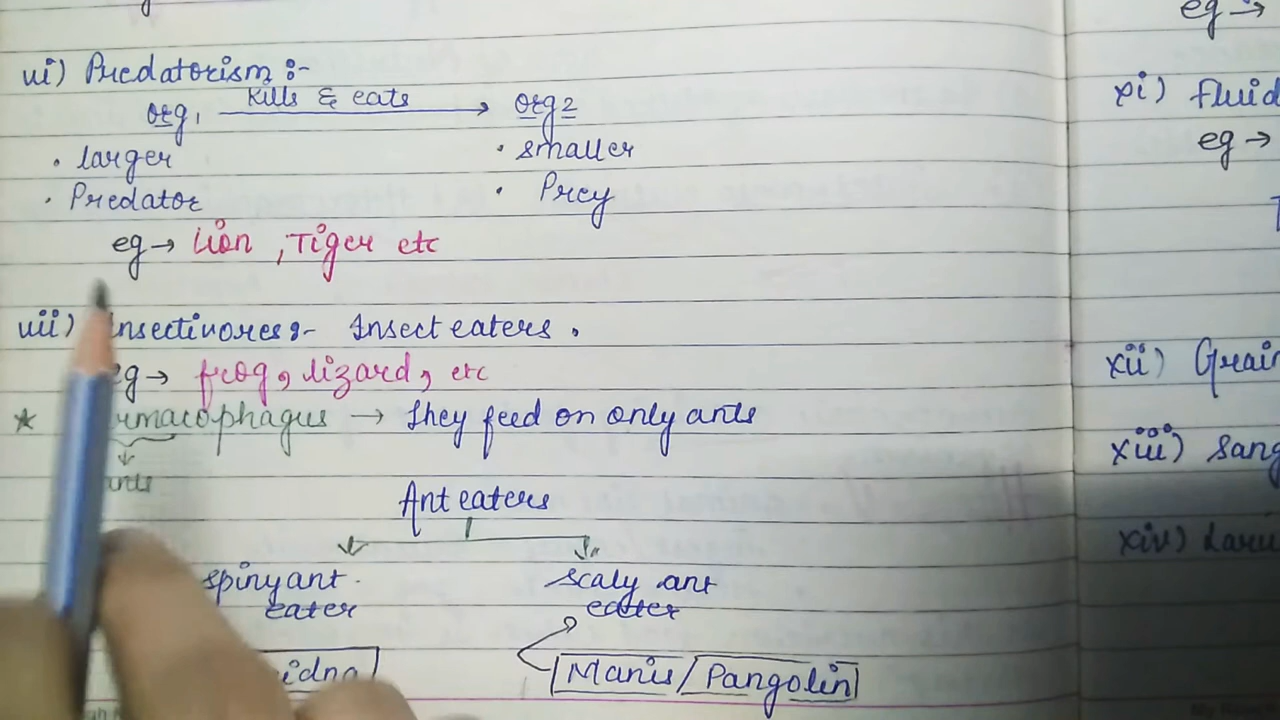 vi) Predatorism :-
org1 kills & eats → org2
• larger • smaller
• Predator • Prey
eg → Lion, Tiger etc
vii) Insectivores :- Insect eaters.
eg → frog, lizard, etc
* rmacophagus → they feed on only ants
ants
Ant eaters
spiny ant eater
scaly ant eater
idna
Manis/Pangolin
eg →
xi) fluid
eg →
xii) Grain
xiii) Sang
xiv)